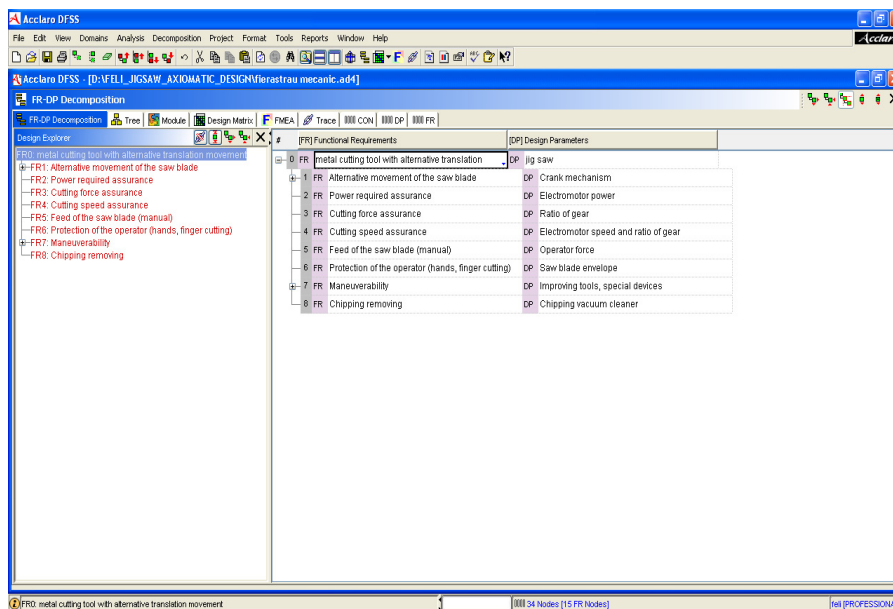 Acclaro DFSS
File Edit View Domains Analysis Decomposition Project Format Tools Reports Window Help
Acclar
Acclaro DFSS - [D:\FELI_JIGSAW_AXIOMATIC_DESIGN\fierastrau mecanic.ad4]
FR-DP Decomposition
FR-DP Decomposition Tree Module Design Matrix FMEA Trace CON DP FR
Design Explorer
# [FR] Functional Requirements [DP] Design Parameters
FR0: metal cutting tool with alternative translation movement
FR1: Alternative movement of the saw blade
FR2: Power required assurance
FR3: Cutting force assurance
FR4: Cutting speed assurance
FR5: Feed of the saw blade (manual)
FR6: Protection of the operator (hands, finger cutting)
FR7: Maneuverability
FR8: Chipping removing
0 FR metal cutting tool with alternative translation DP jig saw
1 FR Alternative movement of the saw blade DP Crank mechanism
2 FR Power required assurance DP Electromotor power
3 FR Cutting force assurance DP Ratio of gear
4 FR Cutting speed assurance DP Electromotor speed and ratio of gear
5 FR Feed of the saw blade (manual) DP Operator force
6 FR Protection of the operator (hands, finger cutting) DP Saw blade envelope
7 FR Maneuverability DP Improving tools, special devices
8 FR Chipping removing DP Chipping vacuum cleaner
FR0: metal cutting tool with alternative translation movement
34 Nodes [15 FR Nodes]
feli [PROFESSIONA